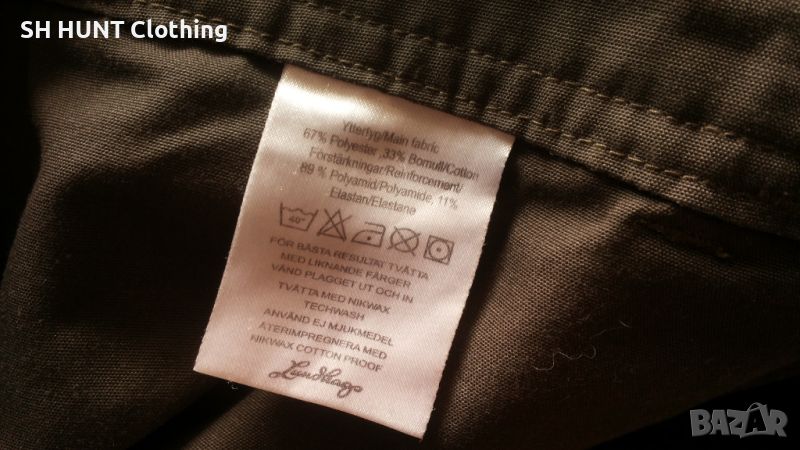 SH HUNT Clothing
Yttertyg/Main fabric
67% Polyester ,33% Bomull/Cotton
Förstärkningar/Reinforcement/
89 % Polyamid/Polyamide, 11%
Elastan/Elastane
40°
FÖR BÄSTA RESULTAT TVÄTTA
MED LIKNANDE FÄRGER
VÄND PLAGGET UT OCH IN
TVÄTTA MED NIKWAX
TECHWASH
ANVÄND EJ MJUKMEDEL
ÅTERIMPREGNERA MED
NIKWAX COTTON PROOF
Lundhags
BAZAR